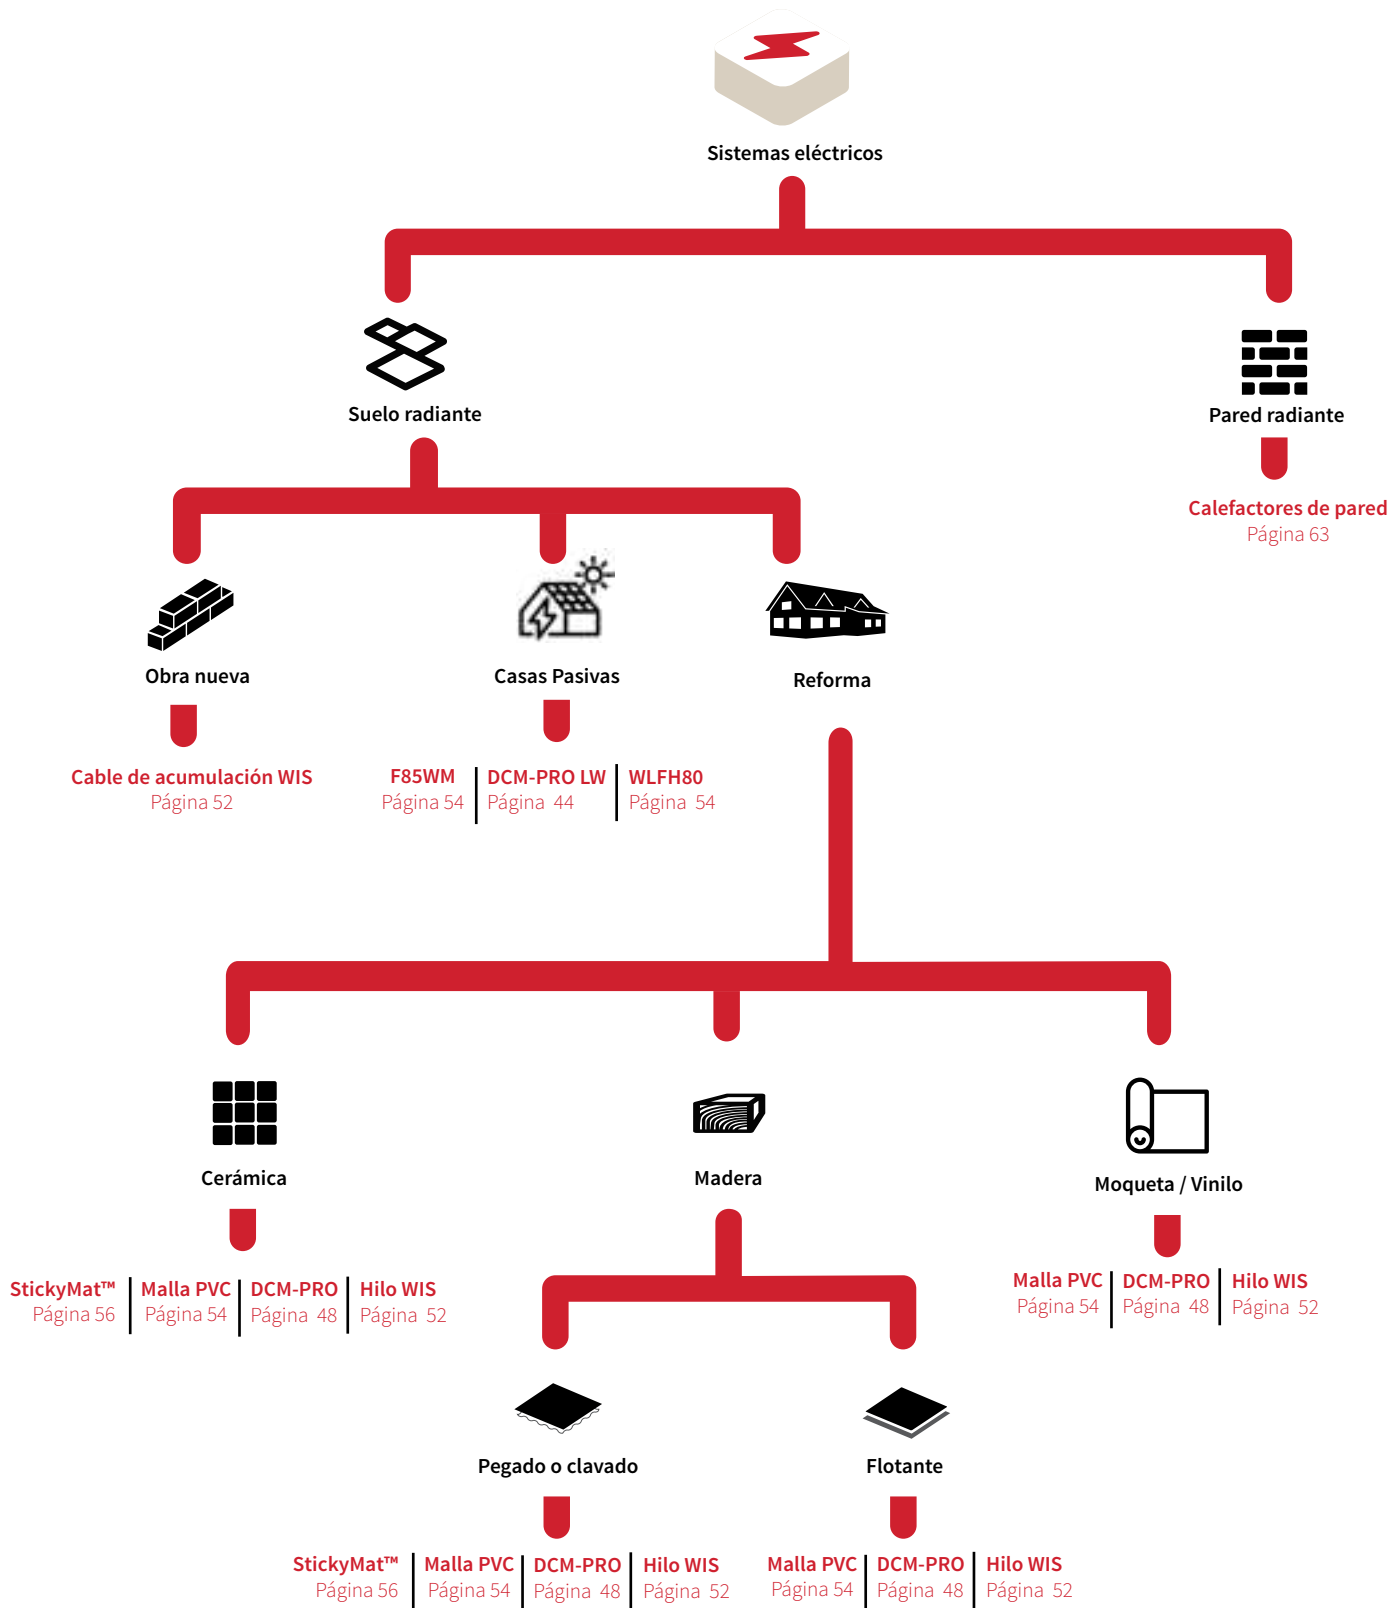 Sistemas eléctricos
Suelo radiante
Pared radiante
Calefactores de pared
Página 63
Obra nueva
Casas Pasivas
Reforma
Cable de acumulación WIS
Página 52
F85WM
Página 54
DCM-PRO LW
Página 44
WLFH80
Página 54
Cerámica
Madera
Moqueta / Vinilo
StickyMat™
Página 56
Malla PVC
Página 54
DCM-PRO
Página 48
Hilo WIS
Página 52
Malla PVC
Página 54
DCM-PRO
Página 48
Hilo WIS
Página 52
Pegado o clavado
Flotante
StickyMat™
Página 56
Malla PVC
Página 54
DCM-PRO
Página 48
Hilo WIS
Página 52
Malla PVC
Página 54
DCM-PRO
Página 48
Hilo WIS
Página 52